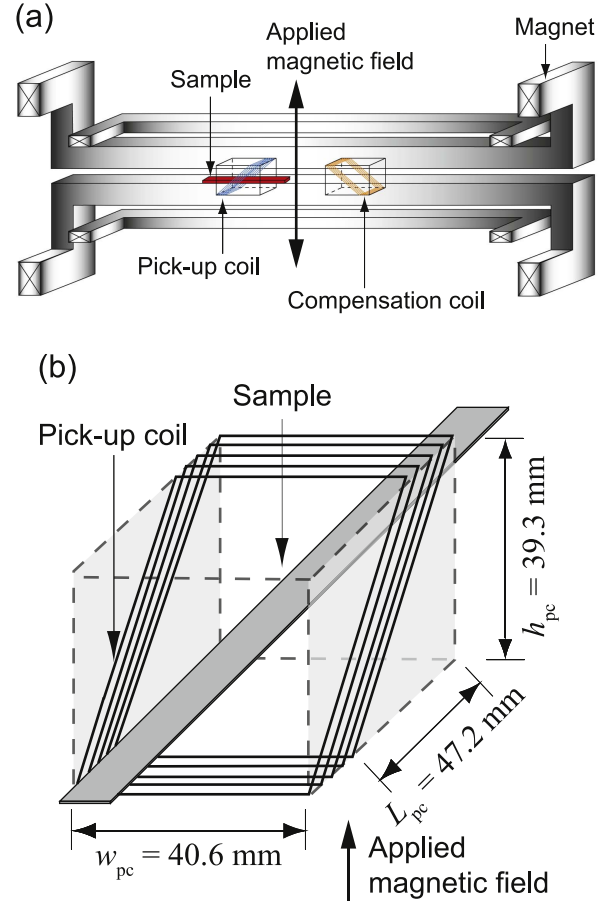 (a)
Applied
magnetic field
Magnet
Sample
Pick-up coil
Compensation coil
(b)
Sample
Pick-up coil
h_pc = 39.3 mm
L_pc = 47.2 mm
w_pc = 40.6 mm
Applied
magnetic field